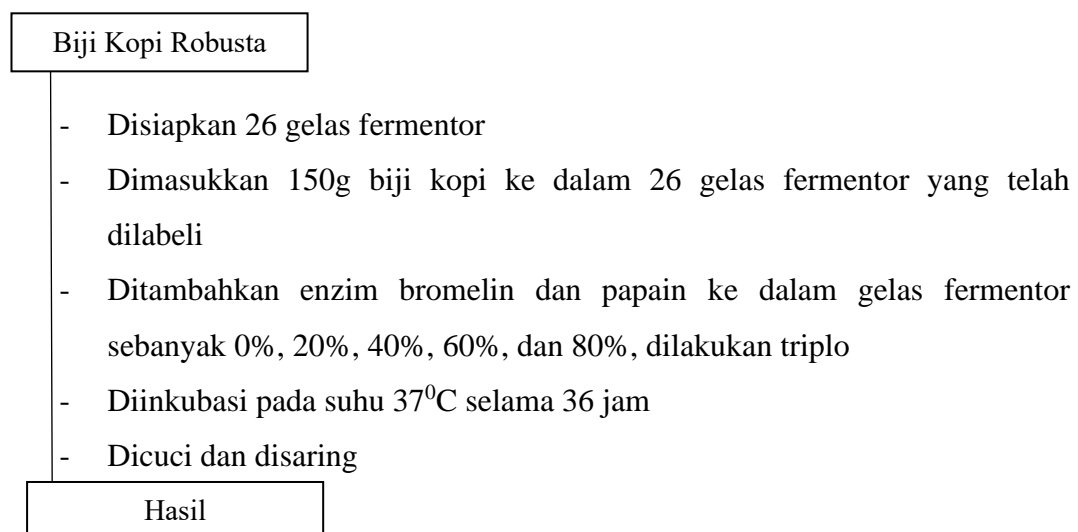 Biji Kopi Robusta
- Disiapkan 26 gelas fermentor
- Dimasukkan 150g biji kopi ke dalam 26 gelas fermentor yang telah
dilabeli
- Ditambahkan enzim bromelin dan papain ke dalam gelas fermentor
sebanyak 0%, 20%, 40%, 60%, dan 80%, dilakukan triplo
- Diinkubasi pada suhu 37⁰C selama 36 jam
- Dicuci dan disaring
Hasil